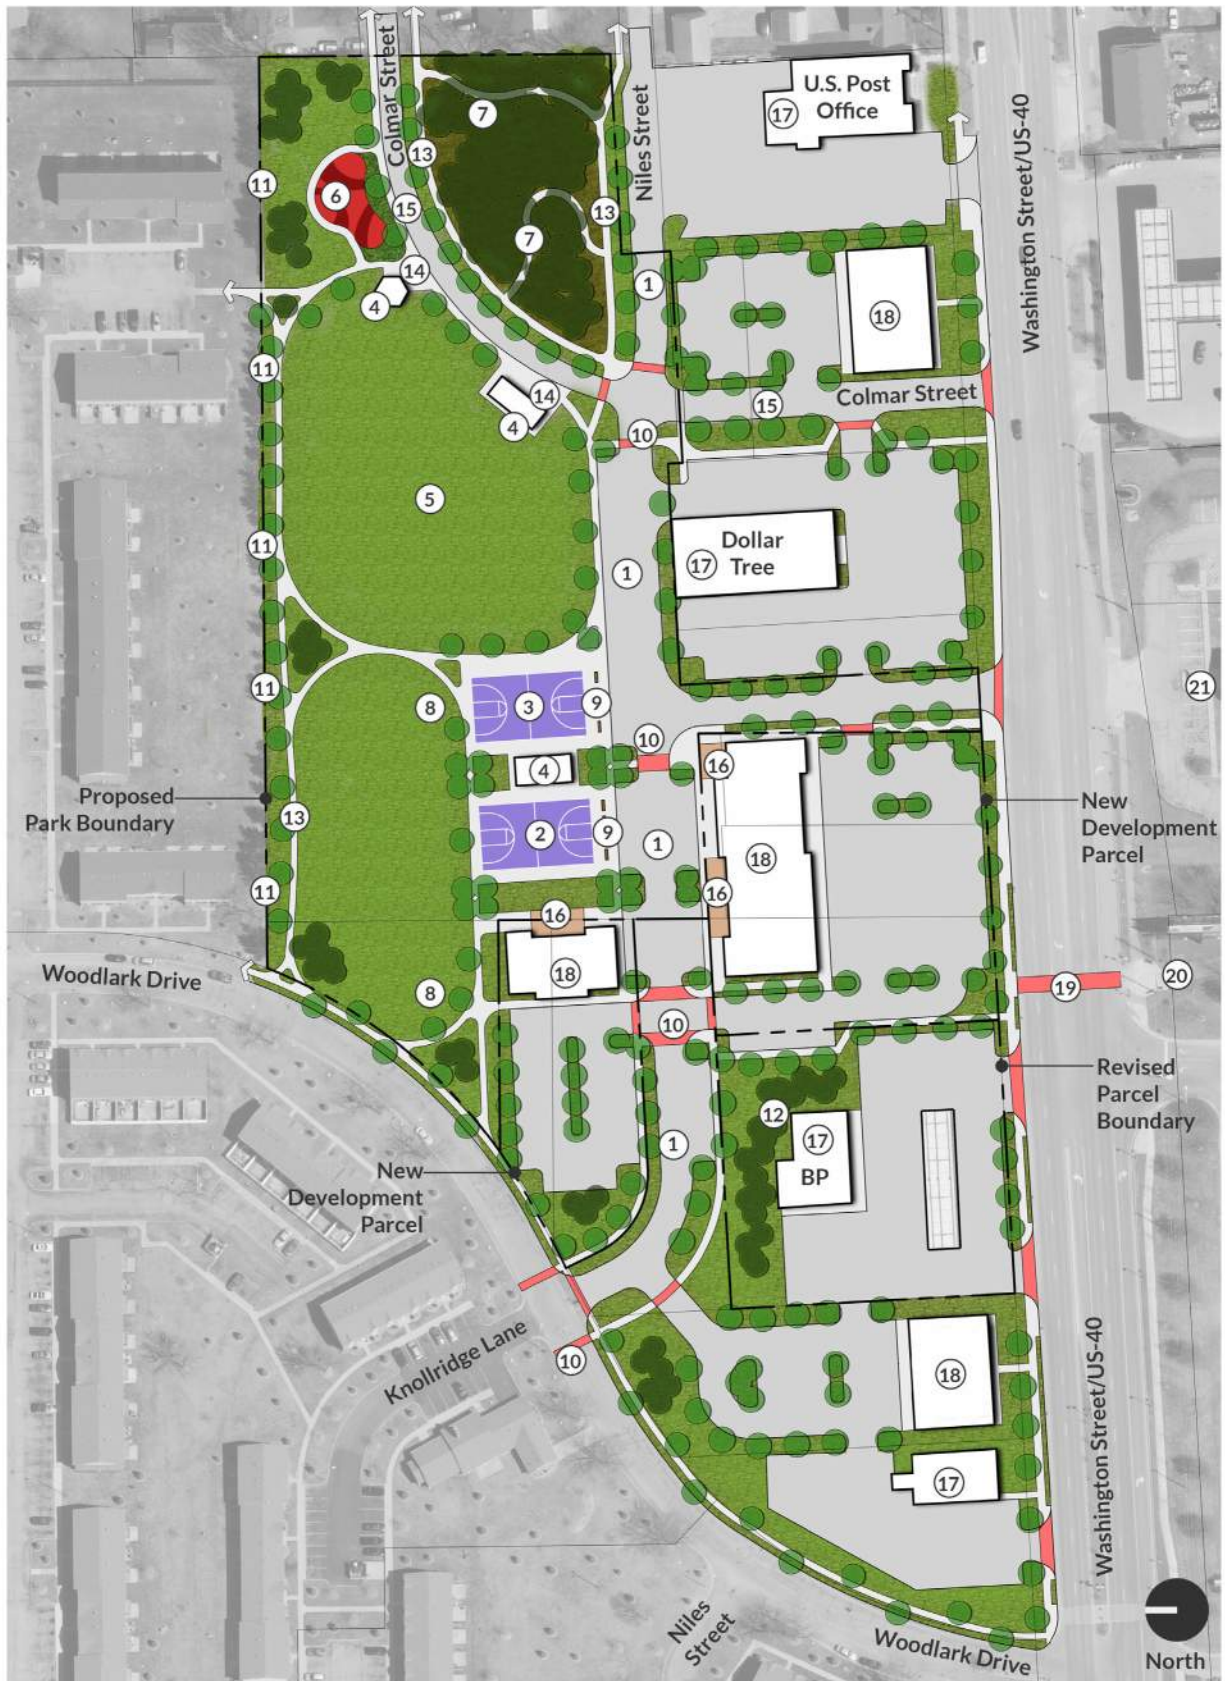 Colmar Street
U.S. Post
Office
17
7
13
Niles Street
Washington Street/US-40
11
6
15
13
7
14
4
1
18
11
14
4
Colmar Street
15
10
5
11
1
Dollar
Tree
17
21
11
8
3
9
10
4
16
Proposed
Park Boundary
13
2
9
1
18
New
Development
Parcel
11
16
16
Woodlark Drive
18
8
19
20
10
Revised
Parcel
Boundary
12
17
BP
1
New
Development
Parcel
Knollridge Lane
10
18
Washington Street/US-40
17
Niles
Street
Woodlark Drive
North